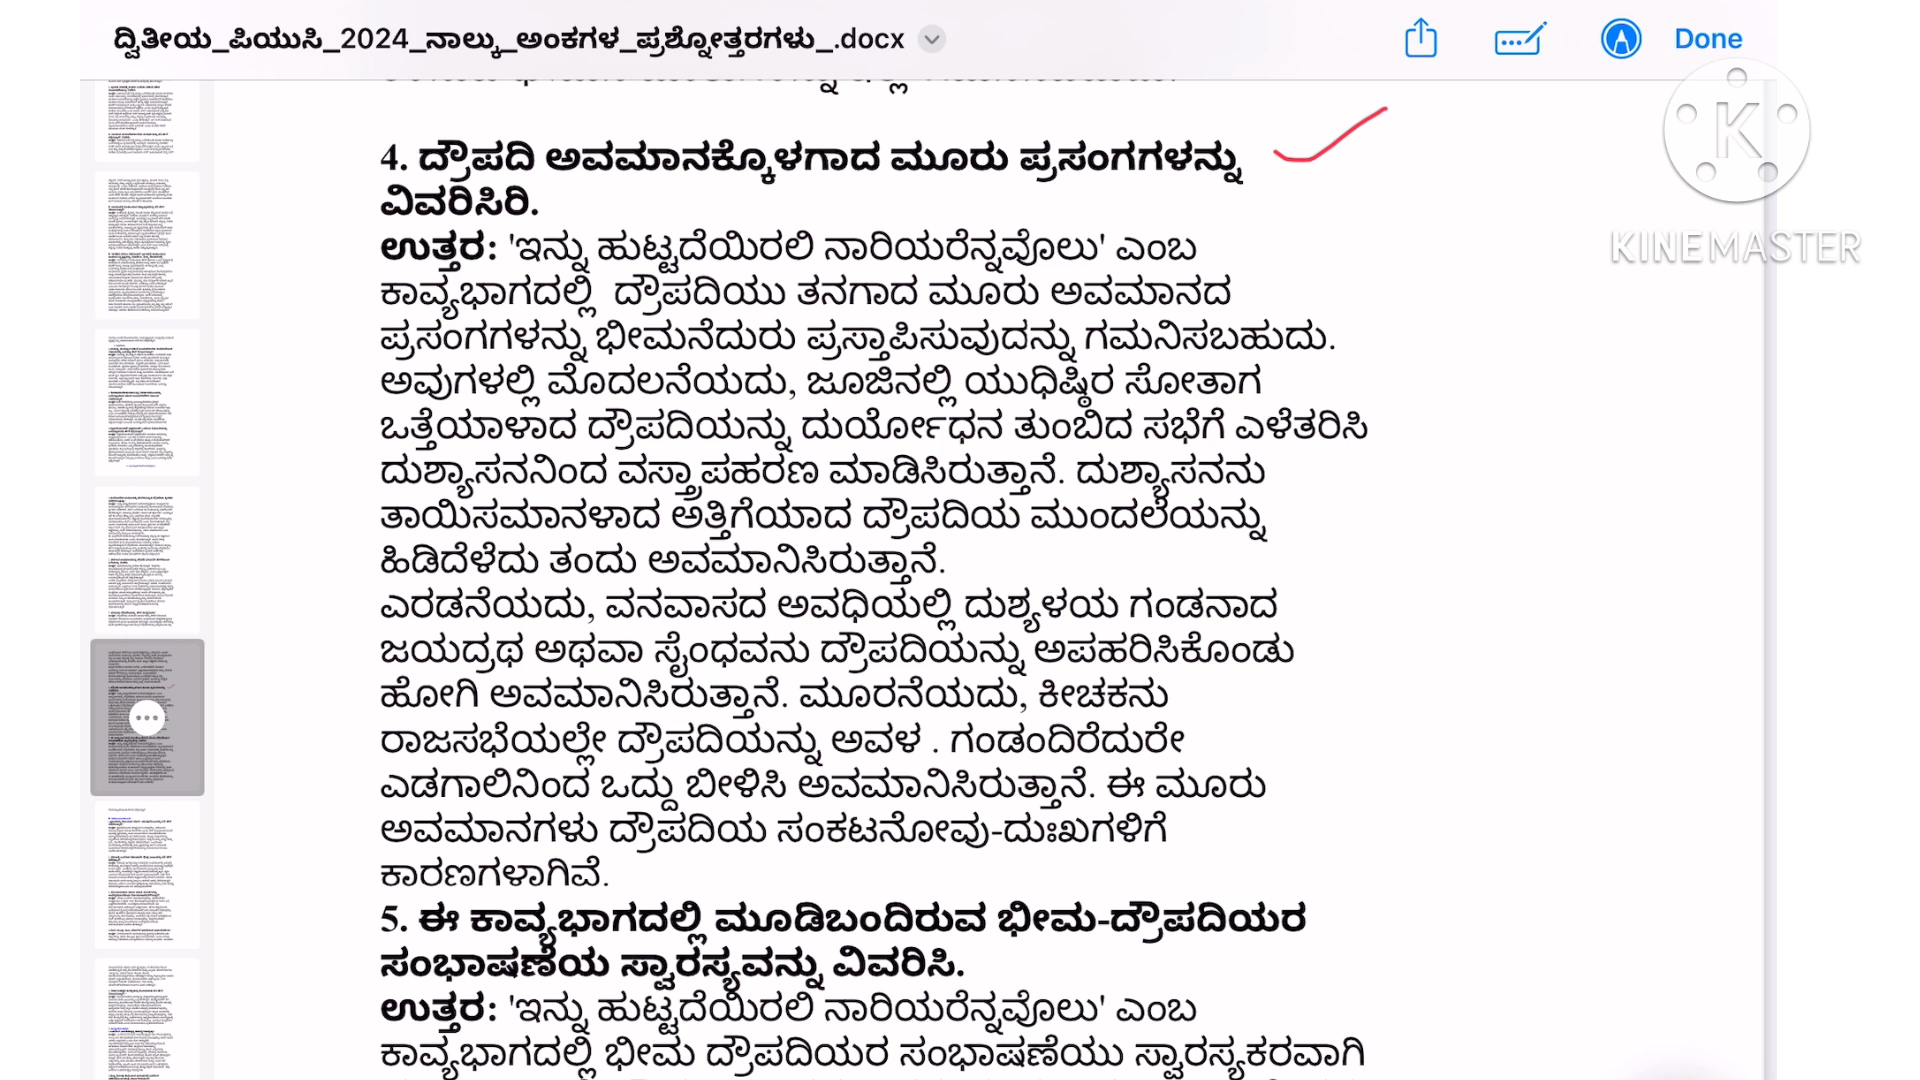 ದ್ವಿತೀಯ_ಪಿಯುಸಿ_2024_ನಾಲ್ಕು_ಅಂಕಗಳ_ಪ್ರಶ್ನೋತ್ತರಗಳು_.docx
Done
KINEMASTER
4. ದ್ರೌಪದಿ ಅವಮಾನಕ್ಕೊಳಗಾದ ಮೂರು ಪ್ರಸಂಗಗಳನ್ನು
ವಿವರಿಸಿರಿ.
ಉತ್ತರ: 'ಇನ್ನು ಹುಟ್ಟದೆಯಿರಲಿ ನಾರಿಯರೆನ್ನವೊಲು' ಎಂಬ
ಕಾವ್ಯಭಾಗದಲ್ಲಿ ದ್ರೌಪದಿಯು ತನಗಾದ ಮೂರು ಅವಮಾನದ
ಪ್ರಸಂಗಗಳನ್ನು ಭೀಮನೆದುರು ಪ್ರಸ್ತಾಪಿಸುವುದನ್ನು ಗಮನಿಸಬಹುದು.
ಅವುಗಳಲ್ಲಿ ಮೊದಲನೆಯದು, ಜೂಜಿನಲ್ಲಿ ಯುಧಿಷ್ಠಿರ ಸೋತಾಗ
ಒತ್ತೆಯಾಳಾದ ದ್ರೌಪದಿಯನ್ನು ದುರ್ಯೋಧನ ತುಂಬಿದ ಸಭೆಗೆ ಎಳೆತರಿಸಿ
ದುಶ್ಯಾಸನನಿಂದ ವಸ್ತ್ರಾಪಹರಣ ಮಾಡಿಸಿರುತ್ತಾನೆ. ದುಶ್ಯಾಸನನು
ತಾಯಿಸಮಾನಳಾದ ಅತ್ತಿಗೆಯಾದ ದ್ರೌಪದಿಯ ಮುಂದಲೆಯನ್ನು
ಹಿಡಿದೆಳೆದು ತಂದು ಅವಮಾನಿಸಿರುತ್ತಾನೆ.
ಎರಡನೆಯದು, ವನವಾಸದ ಅವಧಿಯಲ್ಲಿ ದುಶ್ಯಳಯ ಗಂಡನಾದ
ಜಯದ್ರಥ ಅಥವಾ ಸೈಂಧವನು ದ್ರೌಪದಿಯನ್ನು ಅಪಹರಿಸಿಕೊಂಡು
ಹೋಗಿ ಅವಮಾನಿಸಿರುತ್ತಾನೆ. ಮೂರನೆಯದು, ಕೀಚಕನು
ರಾಜಸಭೆಯಲ್ಲೇ ದ್ರೌಪದಿಯನ್ನು ಅವಳ . ಗಂಡಂದಿರೆದುರೇ
ಎಡಗಾಲಿನಿಂದ ಒದ್ದು ಬೀಳಿಸಿ ಅವಮಾನಿಸಿರುತ್ತಾನೆ. ಈ ಮೂರು
ಅವಮಾನಗಳು ದ್ರೌಪದಿಯ ಸಂಕಟನೋವು-ದುಃಖಗಳಿಗೆ
ಕಾರಣಗಳಾಗಿವೆ.
5. ಈ ಕಾವ್ಯಭಾಗದಲ್ಲಿ ಮೂಡಿಬಂದಿರುವ ಭೀಮ-ದ್ರೌಪದಿಯರ
ಸಂಭಾಷಣೆಯ ಸ್ವಾರಸ್ಯವನ್ನು ವಿವರಿಸಿ.
ಉತ್ತರ: 'ಇನ್ನು ಹುಟ್ಟದೆಯಿರಲಿ ನಾರಿಯರೆನ್ನವೊಲು' ಎಂಬ
ಕಾವ್ಯಭಾಗದಲ್ಲಿ ಭೀಮ ದ್ರೌಪದಿಯರ ಸಂಭಾಷಣೆಯು ಸ್ವಾರಸ್ಯಕರವಾಗಿ